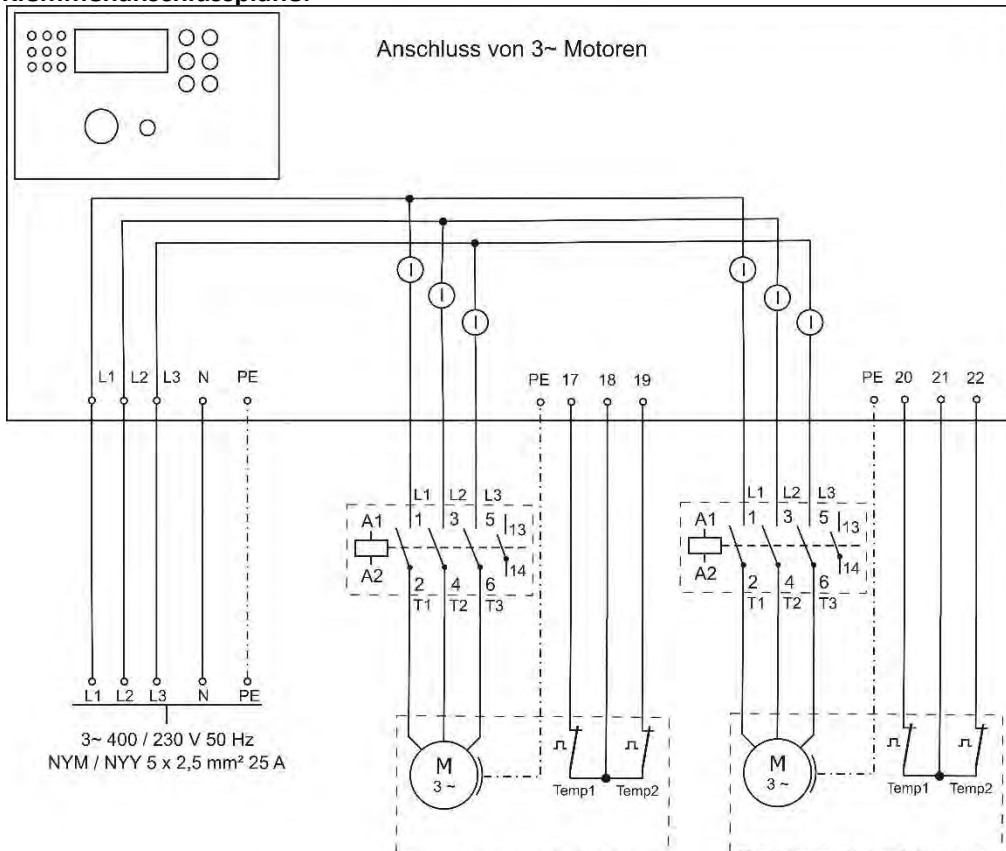 Klemmenanschlusspläne:
Anschluss von 3~ Motoren
I I
I I
I I
L1 L2 L3 N PE
PE 17 18 19
PE 20 21 22
L1 L2 L3
A1 1 3 5 13
A2 14
2 4 6
T1 T2 T3
L1 L2 L3
A1 1 3 5 13
A2 14
2 4 6
T1 T2 T3
L1 L2 L3 N PE
3~ 400 / 230 V 50 Hz
NYM / NYY 5 x 2,5 mm² 25 A
M
3 ~
Temp1 Temp2
M
3 ~
Temp1 Temp2